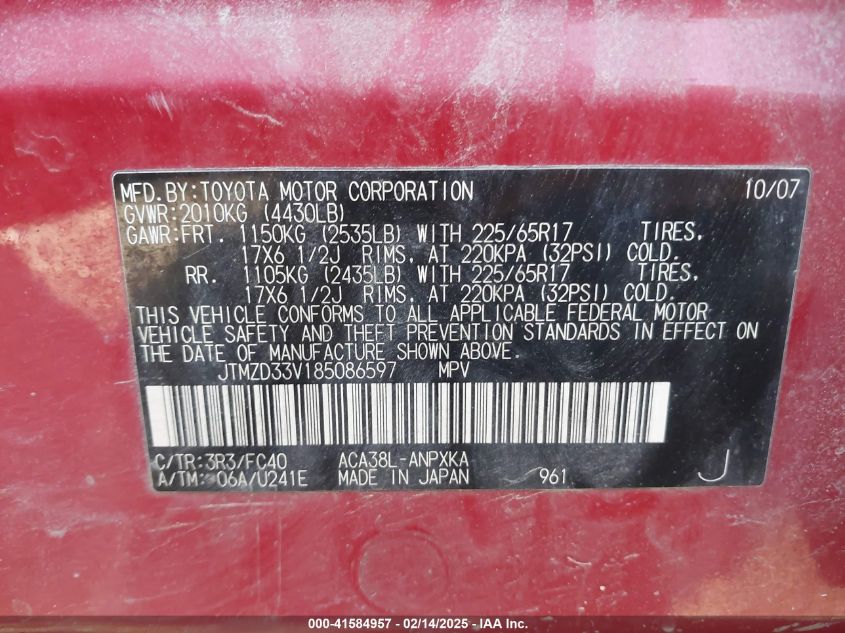 MFD.BY:TOYOTA MOTOR CORPORATION 10/07
GVWR:2010KG (4430LB)
GAWR:FRT. 1150KG (2535LB) WITH 225/65R17 TIRES,
17X6 1/2J RIMS, AT 220KPA (32PSI) COLD.
RR. 1105KG (2435LB) WITH 225/65R17 TIRES,
17X6 1/2J RIMS, AT 220KPA (32PSI) COLD.
THIS VEHICLE CONFORMS TO ALL APPLICABLE FEDERAL MOTOR
VEHICLE SAFETY AND THEFT PREVENTION STANDARDS IN EFFECT ON
THE DATE OF MANUFACTURE SHOWN ABOVE.
JTMZD33V185086597 MPV
C/TR:3R3/FC40 ACA38L-ANPXKA
A/TM: 06A/U241E MADE IN JAPAN 961 J
000-41584957 - 02/14/2025 - IAA Inc.